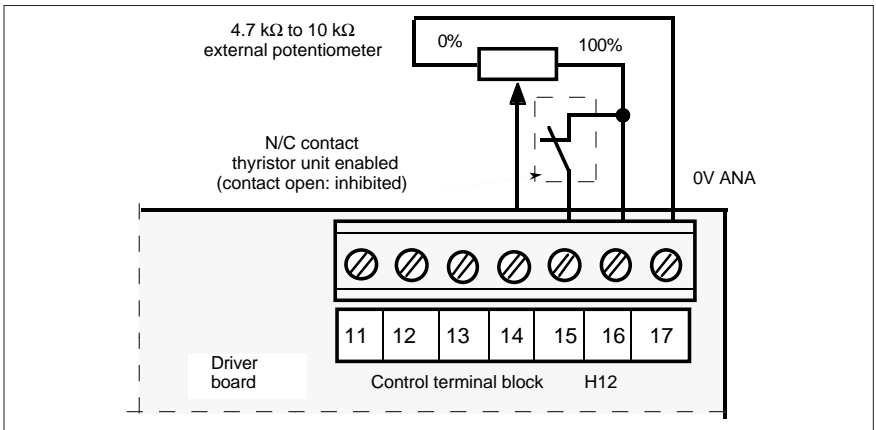 4.7 kΩ to 10 kΩ
external potentiometer
0%
100%
N/C contact
thyristor unit enabled
(contact open: inhibited)
0V ANA
11 12 13 14 15 16 17
Driver
board
Control terminal block H12